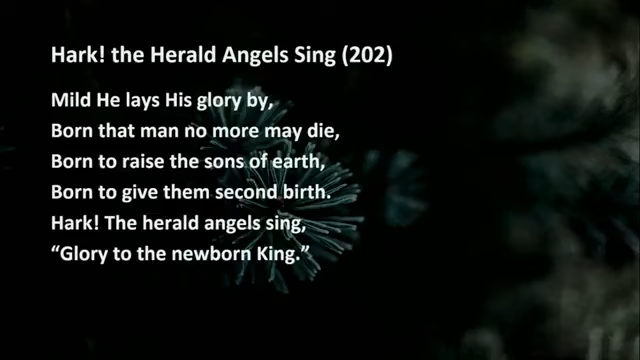 Hark! the Herald Angels Sing (202)
Mild He lays His glory by,
Born that man no more may die,
Born to raise the sons of earth,
Born to give them second birth.
Hark! The herald angels sing,
“Glory to the newborn King.”